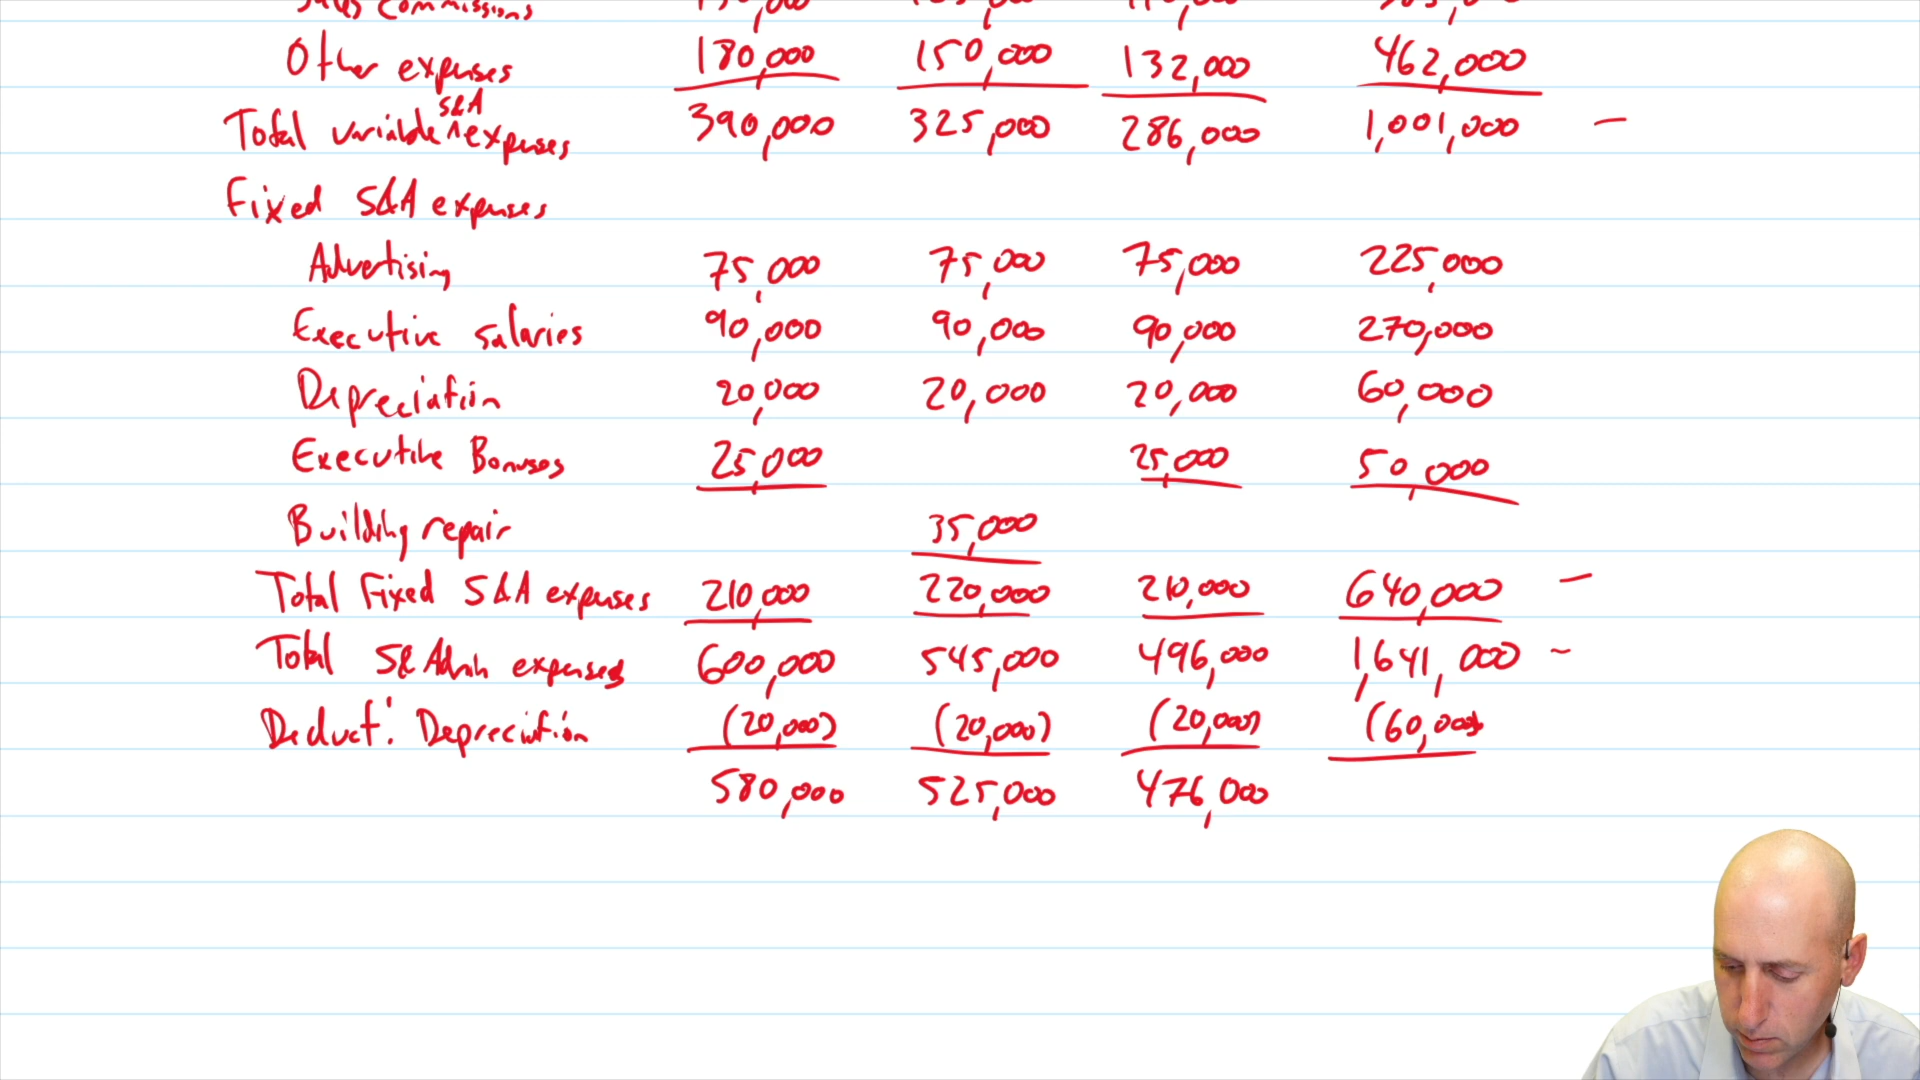 Sales commissions
Other expenses 180,000 150,000 132,000 462,000
Total variable S&A expenses 390,000 325,000 286,000 1,001,000 –
Fixed S&A expenses
Advertising 75,000 75,000 75,000 225,000
Executive salaries 90,000 90,000 90,000 270,000
Depreciation 20,000 20,000 20,000 60,000
Executive Bonuses 25,000 25,000 50,000
Building repair 35,000
Total Fixed S&A expenses 210,000 220,000 210,000 640,000 –
Total S& Admin expenses 600,000 545,000 496,000 1,641,000 –
Deduct: Depreciation (20,000) (20,000) (20,000) (60,000)
580,000 525,000 476,000